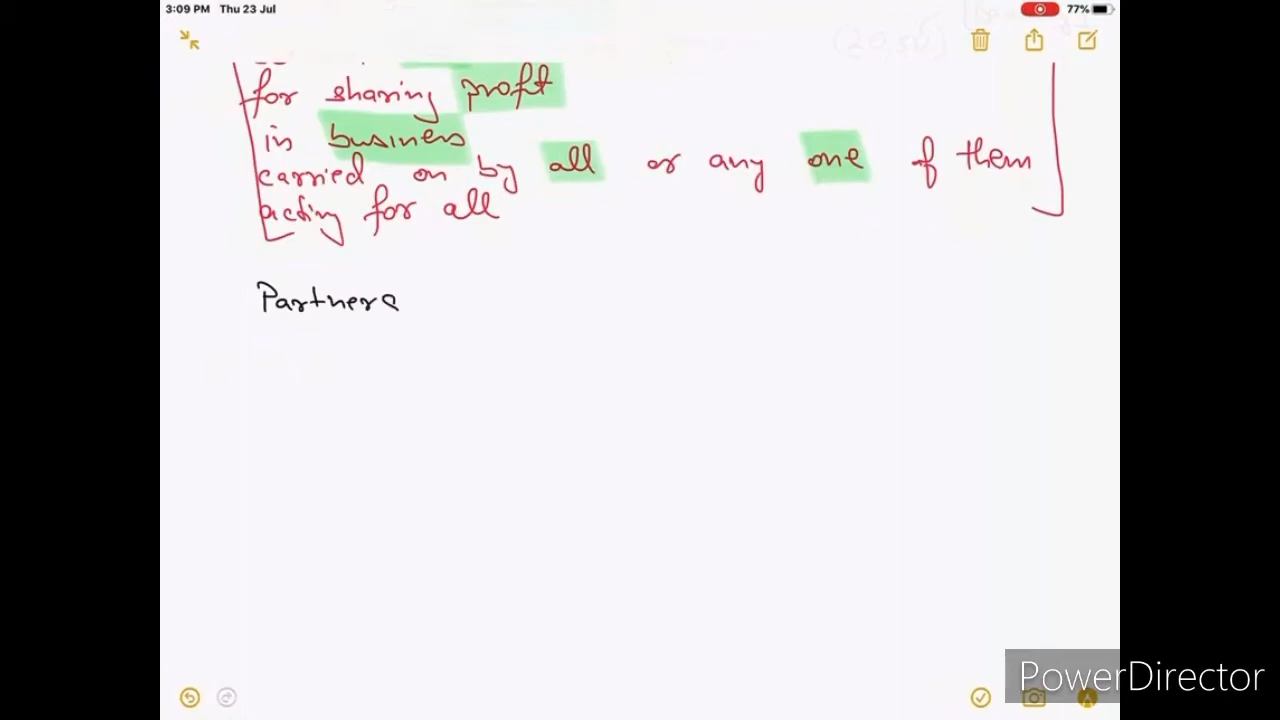 3:09 PM Thu 23 Jul 77%
for sharing profit
in business
carried on by all or any one of them
acting for all
Partners
PowerDirector